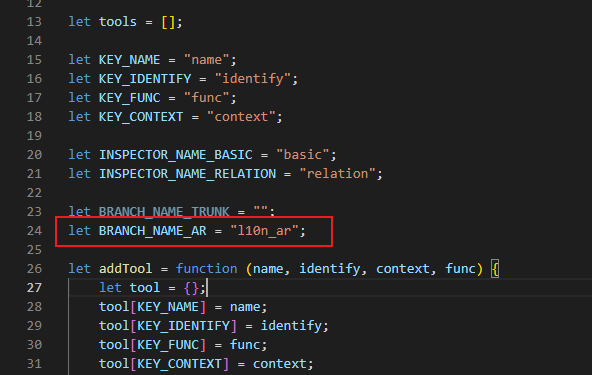 12
13 let tools = [];
14
15 let KEY_NAME = "name";
16 let KEY_IDENTIFY = "identify";
17 let KEY_FUNC = "func";
18 let KEY_CONTEXT = "context";
19
20 let INSPECTOR_NAME_BASIC = "basic";
21 let INSPECTOR_NAME_RELATION = "relation";
22
23 let BRANCH_NAME_TRUNK = "";
24 let BRANCH_NAME_AR = "l10n_ar";
25
26 let addTool = function (name, identify, context, func) {
27 let tool = {};
28 tool[KEY_NAME] = name;
29 tool[KEY_IDENTIFY] = identify;
30 tool[KEY_FUNC] = func;
31 tool[KEY_CONTEXT] = context;